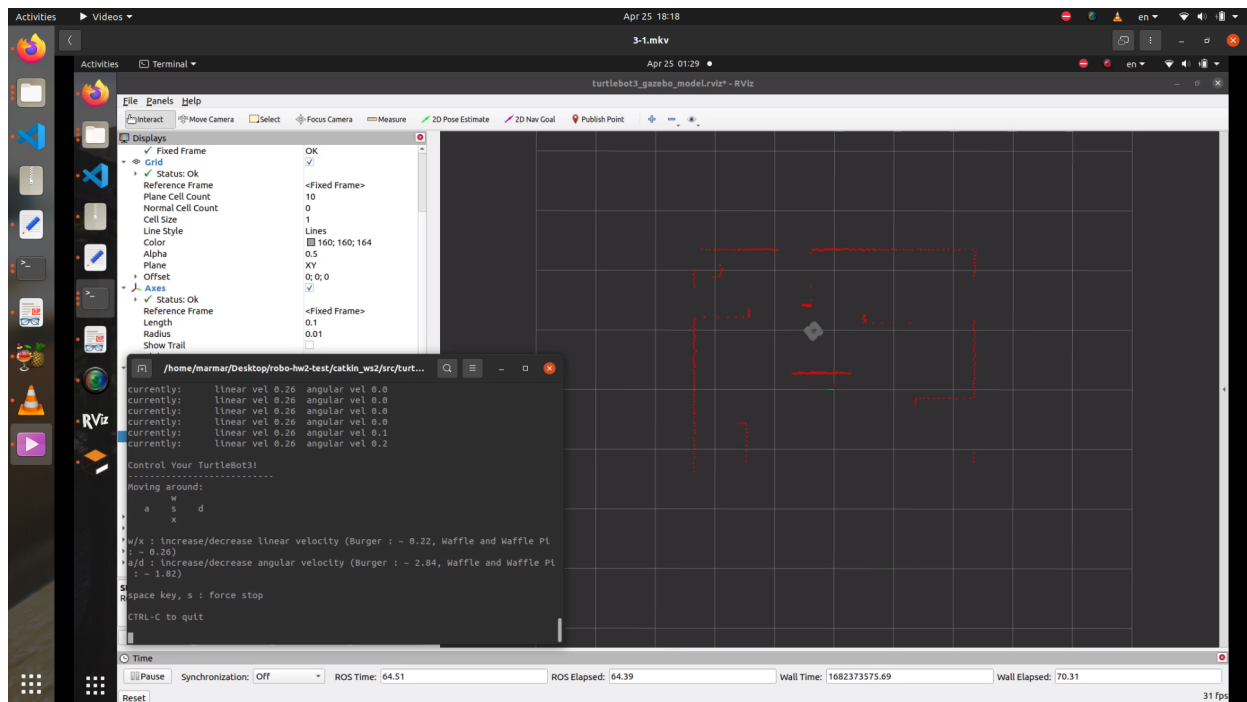 Activities
Videos
Apr 25 18:18
en
3-1.mkv
Activities
Terminal
Apr 25 01:29
en
turtlebot3_gazebo_model.rviz* - RViz
File Panels Help
Interact
Move Camera
Select
Focus Camera
Measure
2D Pose Estimate
2D Nav Goal
Publish Point
Displays
Fixed Frame OK
Grid
Status: Ok
Reference Frame <Fixed Frame>
Plane Cell Count 10
Normal Cell Count 0
Cell Size 1
Line Style Lines
Color 160; 160; 164
Alpha 0.5
Plane XY
Offset 0; 0; 0
Axes
Status: Ok
Reference Frame <Fixed Frame>
Length 0.1
Radius 0.01
Show Trail
/home/marmar/Desktop/robo-hw2-test/catkin_ws2/src/turt...
currently: linear vel 0.26 angular vel 0.0
currently: linear vel 0.26 angular vel 0.0
currently: linear vel 0.26 angular vel 0.0
currently: linear vel 0.26 angular vel 0.0
currently: linear vel 0.26 angular vel 0.1
currently: linear vel 0.26 angular vel 0.2
Control Your TurtleBot3!
---------------------------
Moving around:
w
a s d
x
w/x : increase/decrease linear velocity (Burger : ~ 0.22, Waffle and Waffle Pi
: ~ 0.26)
a/d : increase/decrease angular velocity (Burger : ~ 2.84, Waffle and Waffle Pi
: ~ 1.82)
space key, s : force stop
CTRL-C to quit
RViz
Time
Pause
Synchronization: Off
ROS Time: 64.51
ROS Elapsed: 64.39
Wall Time: 1682373575.69
Wall Elapsed: 70.31
Reset
31 fps